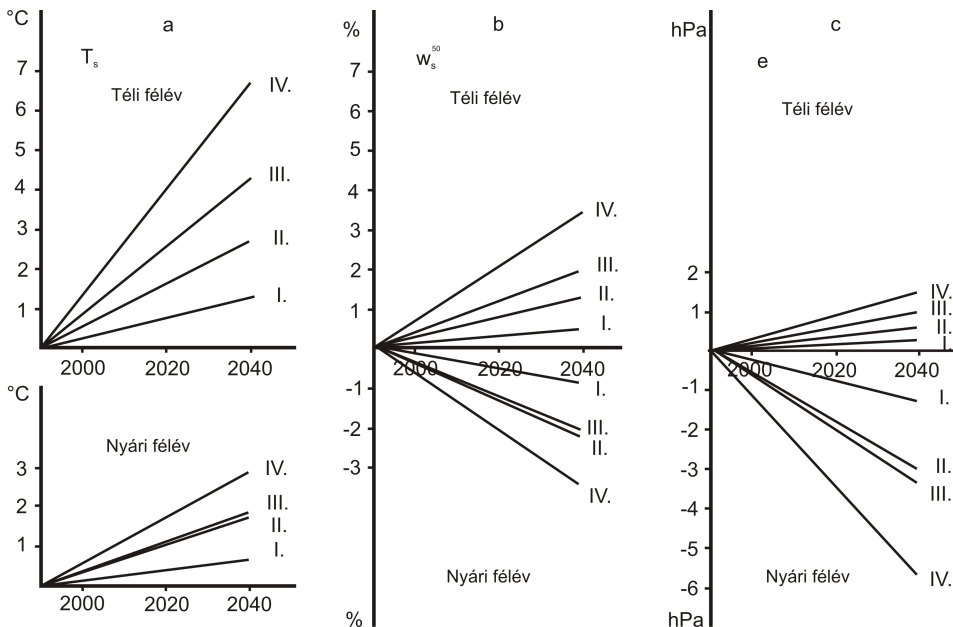 °C
a
T s
Téli félév
7
6
5
4
3
2
1
IV.
III.
II.
I.
2000 2020 2040
°C
Nyári félév
3
2
1
IV.
III.
II.
I.
2000 2020 2040
%
b
w s 50
Téli félév
7
6
5
4
3
2
1
IV.
III.
II.
I.
2000 2020 2040
-1
-2
-3
I.
III.
II.
IV.
Nyári félév
%
hPa
c
e
Téli félév
2
1
IV.
III.
II.
I.
2000 2020 2040
-1
-2
-3
-4
-5
-6
I.
II.
III.
IV.
Nyári félév
hPa